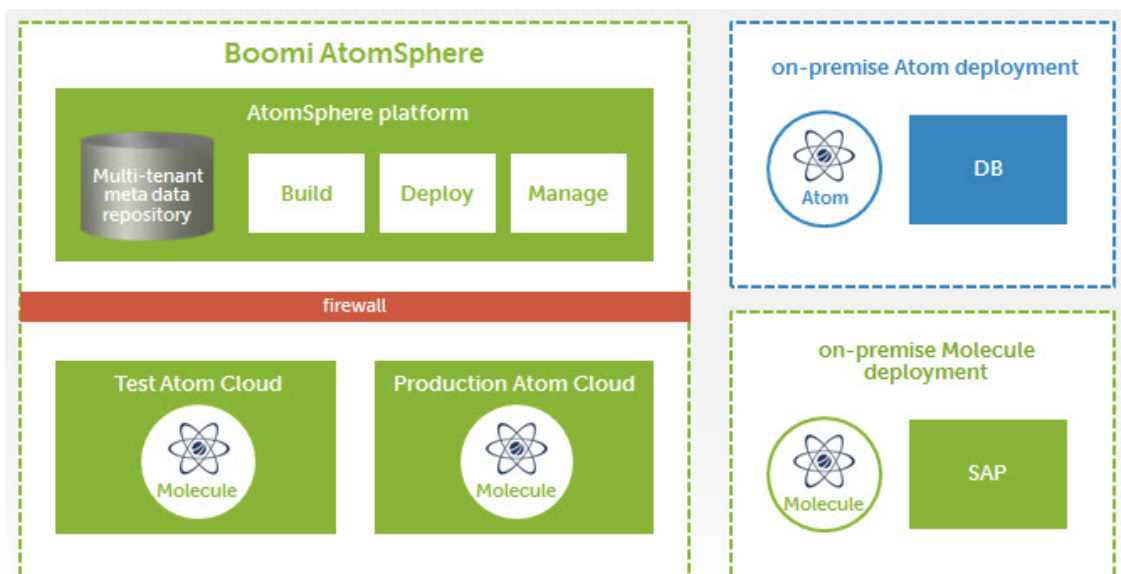 Boomi AtomSphere
AtomSphere platform
Multi-tenant
meta data
repository
Build
Deploy
Manage
firewall
Test Atom Cloud
Molecule
Production Atom Cloud
Molecule
on-premise Atom deployment
Atom
DB
on-premise Molecule
deployment
Molecule
SAP